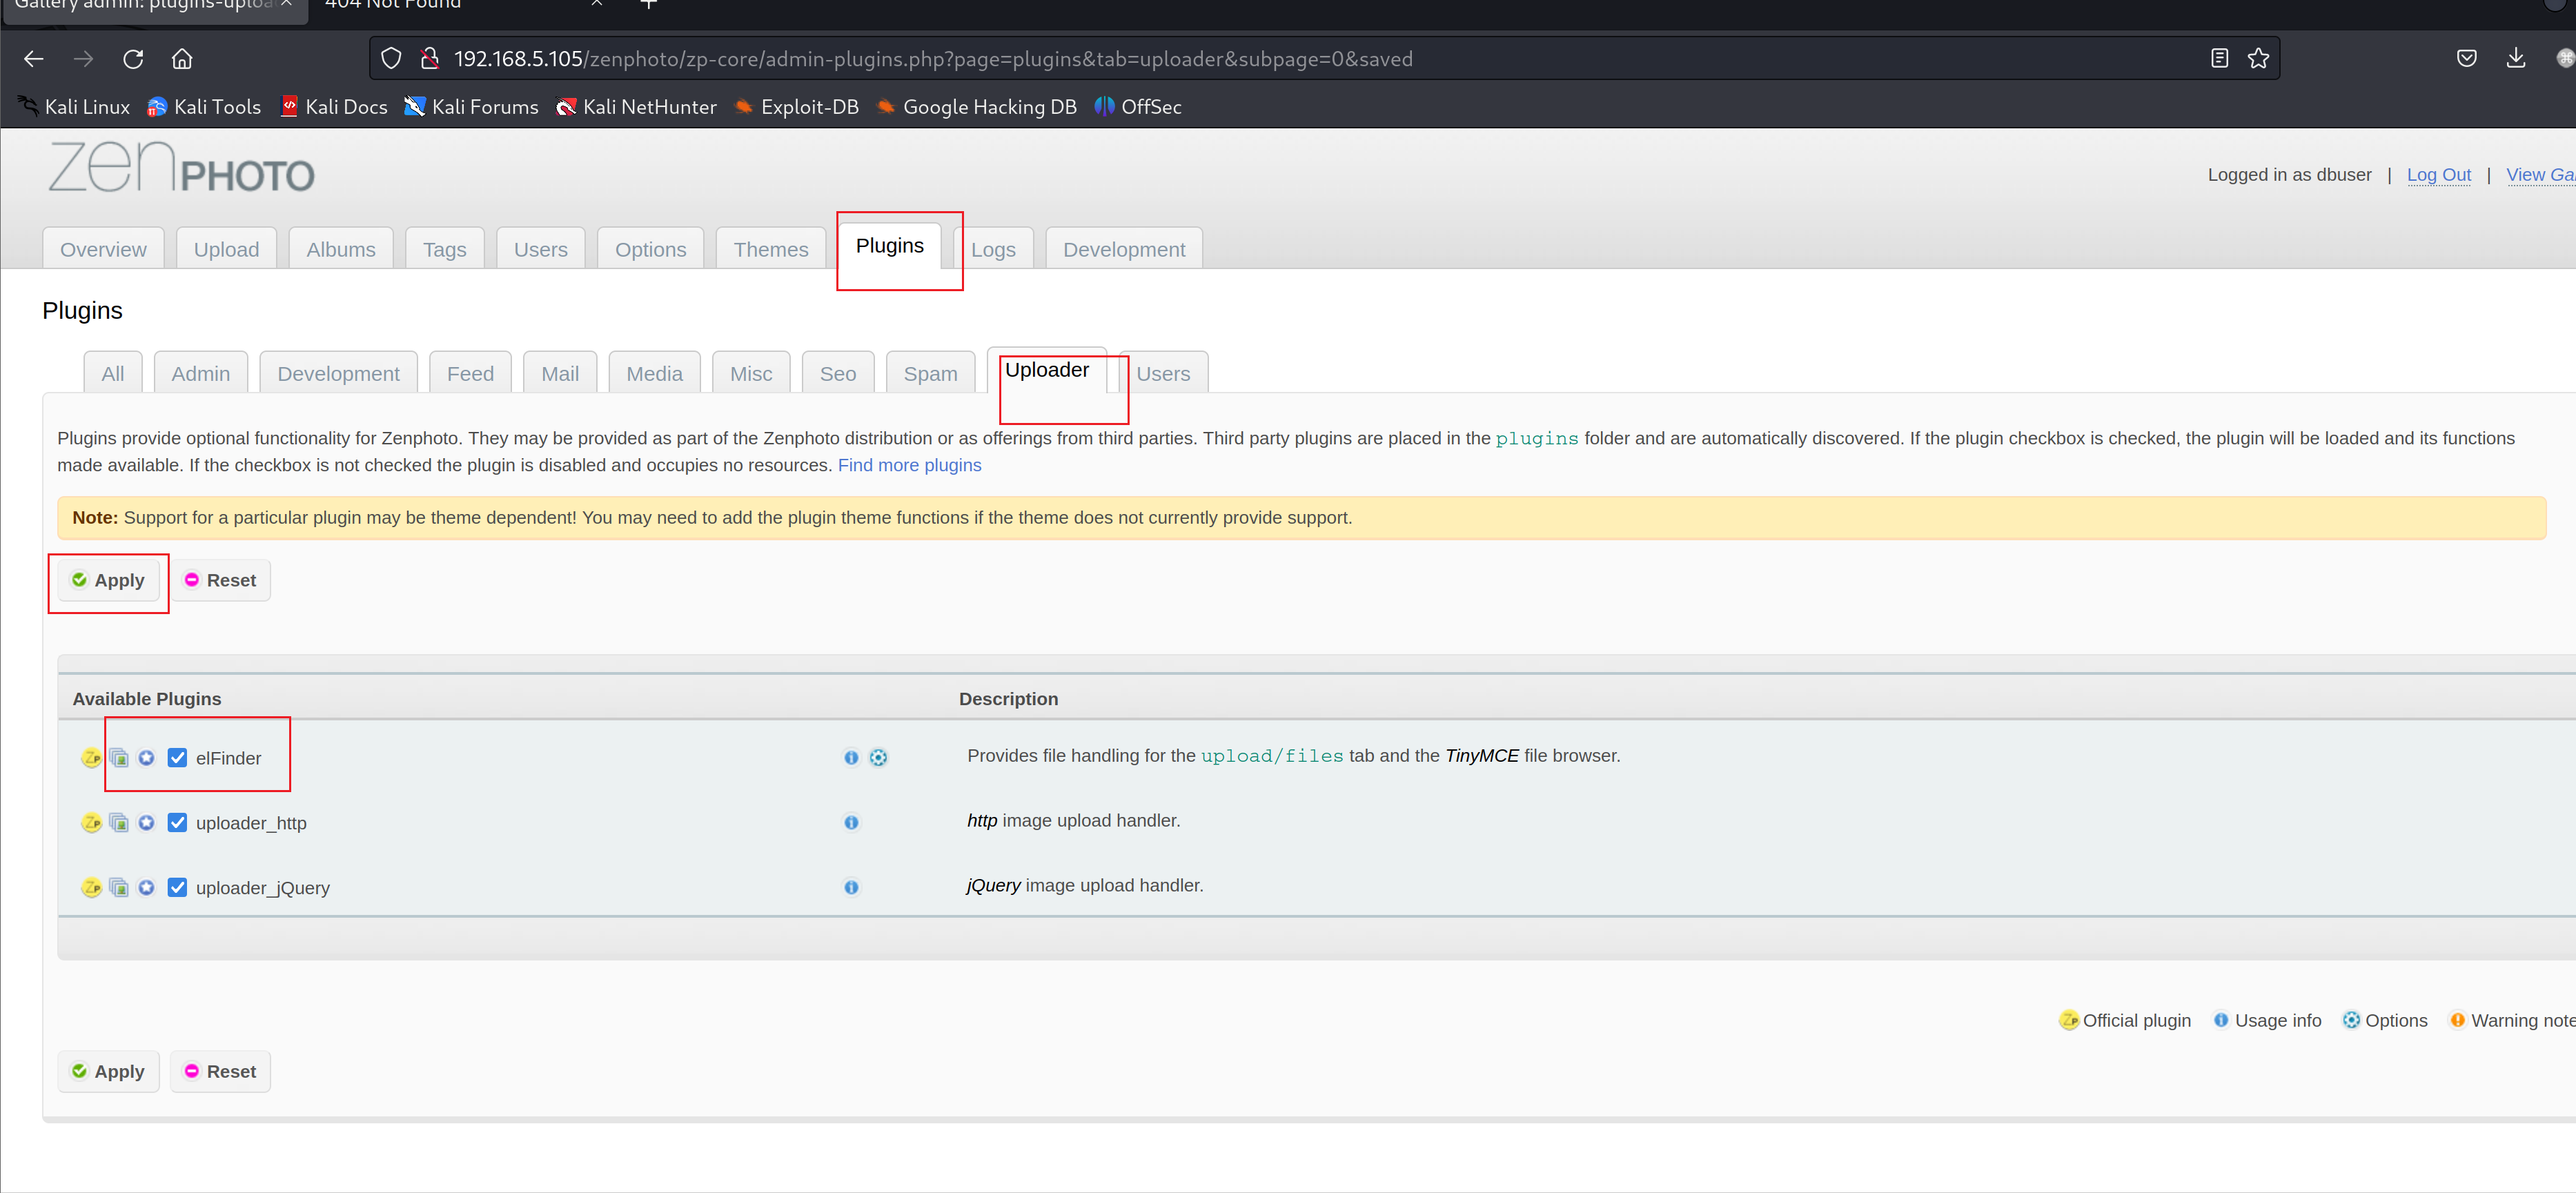 Gallery admin: plugins-uploa
404 Not Found
192.168.5.105/zenphoto/zp-core/admin-plugins.php?page=plugins&tab=uploader&subpage=0&saved
Kali Linux Kali Tools Kali Docs Kali Forums Kali NetHunter Exploit-DB Google Hacking DB OffSec
zenPHOTO
Logged in as dbuser | Log Out | View Ga
Overview Upload Albums Tags Users Options Themes Plugins Logs Development
Plugins
All Admin Development Feed Mail Media Misc Seo Spam Uploader Users
Plugins provide optional functionality for Zenphoto. They may be provided as part of the Zenphoto distribution or as offerings from third parties. Third party plugins are placed in the plugins folder and are automatically discovered. If the plugin checkbox is checked, the plugin will be loaded and its functions
made available. If the checkbox is not checked the plugin is disabled and occupies no resources. Find more plugins
Note: Support for a particular plugin may be theme dependent! You may need to add the plugin theme functions if the theme does not currently provide support.
Apply Reset
Available Plugins Description
elFinder Provides file handling for the upload/files tab and the TinyMCE file browser.
uploader_http http image upload handler.
uploader_jQuery jQuery image upload handler.
Official plugin Usage info Options Warning note
Apply Reset